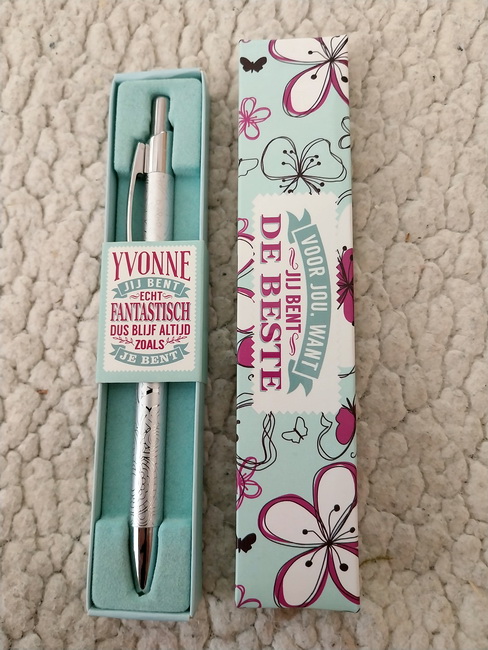 YVONNE
JIJ BENT
ECHT
FANTASTISCH
DUS BLIJF ALTIJD
ZOALS
JE BENT
VOOR JOU, WANT
JIJ BENT
DE BESTE